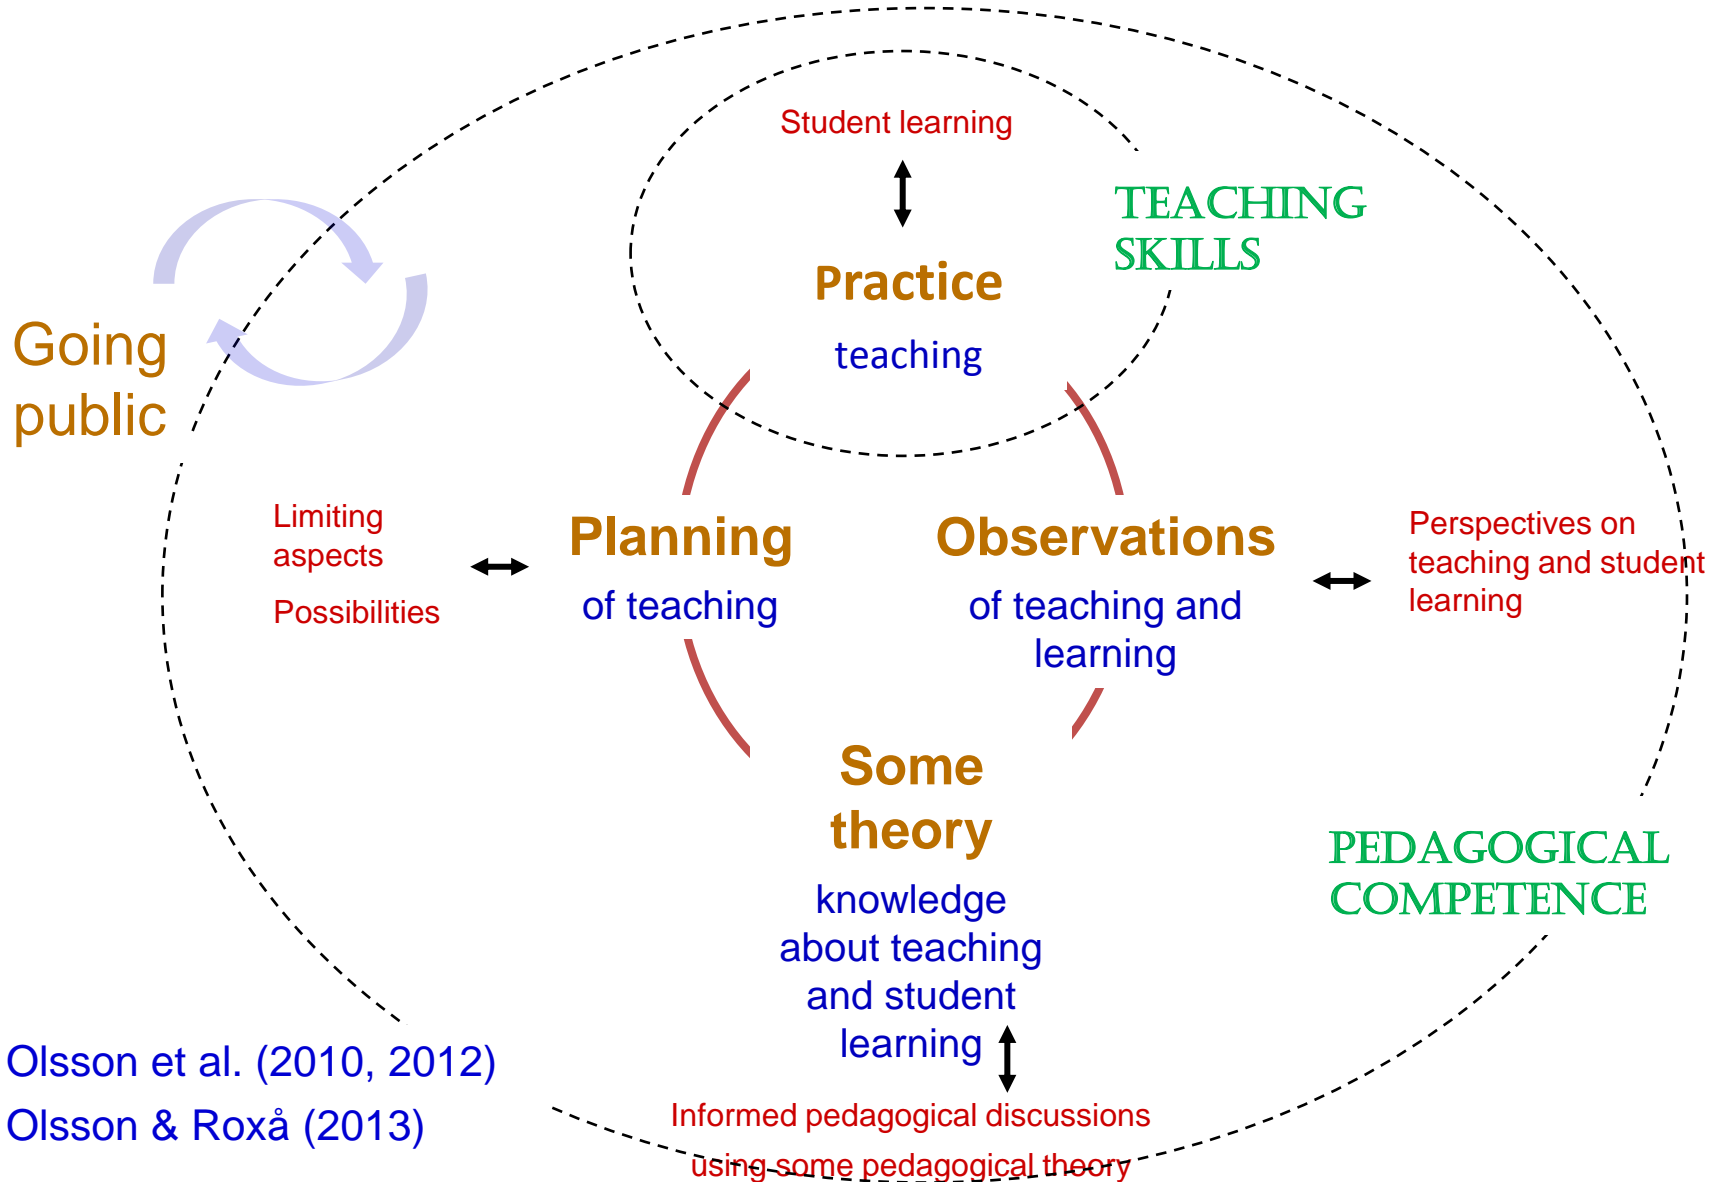 Student learning
TEACHING
SKILLS
Practice
teaching
Going
public
Limiting
aspects
Possibilities
Planning
of teaching
Observations
of teaching and
learning
Perspectives on
teaching and student
learning
Some
theory
knowledge
about teaching
and student
learning
PEDAGOGICAL
COMPETENCE
Olsson et al. (2010, 2012)
Olsson & Roxå (2013)
Informed pedagogical discussions
using some pedagogical theory